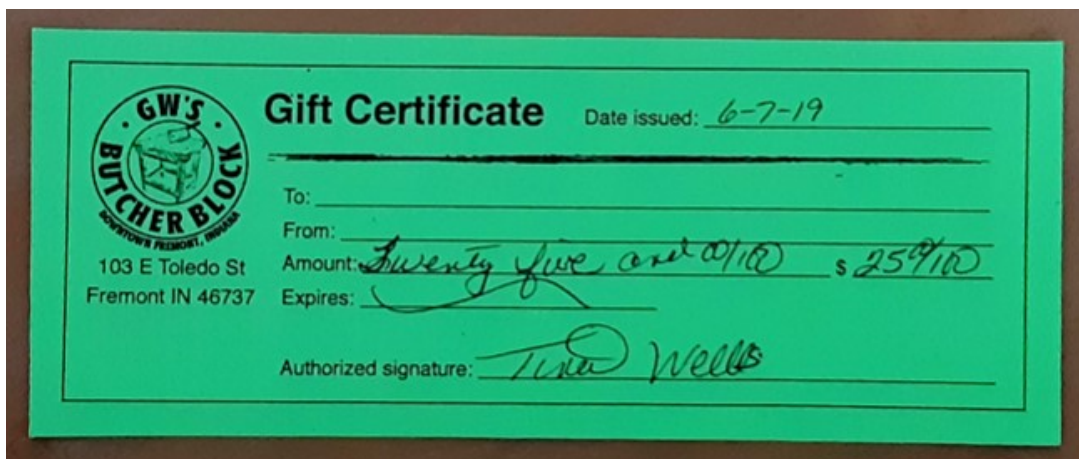 GW'S
BUTCHER BLOCK
DOWNTOWN FREMONT, INDIANA
103 E Toledo St
Fremont IN 46737
Gift Certificate
Date issued: 6-7-19
To:
From:
Amount: Twenty five and 00/100 $ 25 00/100
Expires:
Authorized signature: Tina Wells